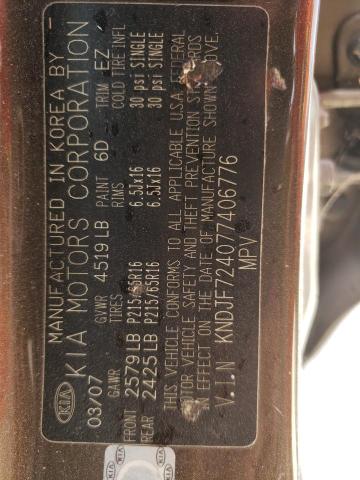 MANUFACTURED IN KOREA BY-
KIA KIA MOTORS CORPORATION
03/07 GVWR 4519 LB PAINT 6D TRIM EZ
GAWR TIRES RIMS COLD TIRE INFL
FRONT 2579 LB P215/65R16 6.5Jx16 30 psi SINGLE
REAR 2425 LB P215/65R16 6.5Jx16 30 psi SINGLE
THIS VEHICLE CONFORMS TO ALL APPLICABLE U.S.A. FEDERAL
MOTOR VEHICLE SAFETY AND THEFT PREVENTION STANDARDS
IN EFFECT ON THE DATE OF MANUFACTURE SHOWN ABOVE.
V.I.N KNDJF724077406776
MPV
KIA
KIA